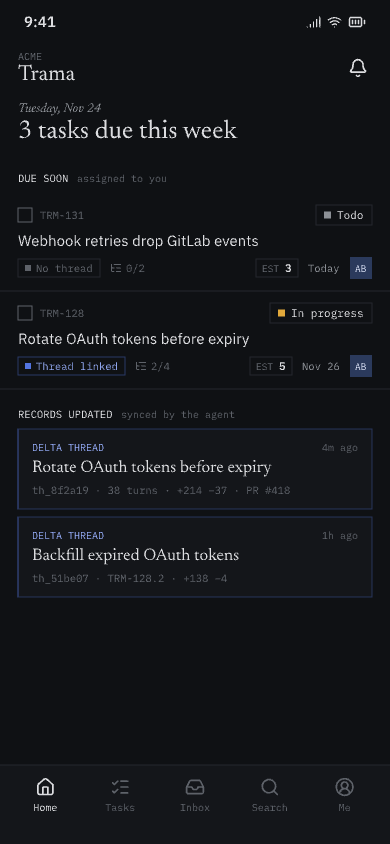 9:41
ACME
Trama
Tuesday, Nov 24
3 tasks due this week
DUE SOON assigned to you
TRM-131 Todo
Webhook retries drop GitLab events
No thread 0/2 EST 3 Today AB
TRM-128 In progress
Rotate OAuth tokens before expiry
Thread linked 2/4 EST 5 Nov 26 AB
RECORDS UPDATED synced by the agent
DELTA THREAD 4m ago
Rotate OAuth tokens before expiry
th_8f2a19 · 38 turns · +214 −37 · PR #418
DELTA THREAD 1h ago
Backfill expired OAuth tokens
th_51be07 · TRM-128.2 · +138 −4
Home Tasks Inbox Search Me